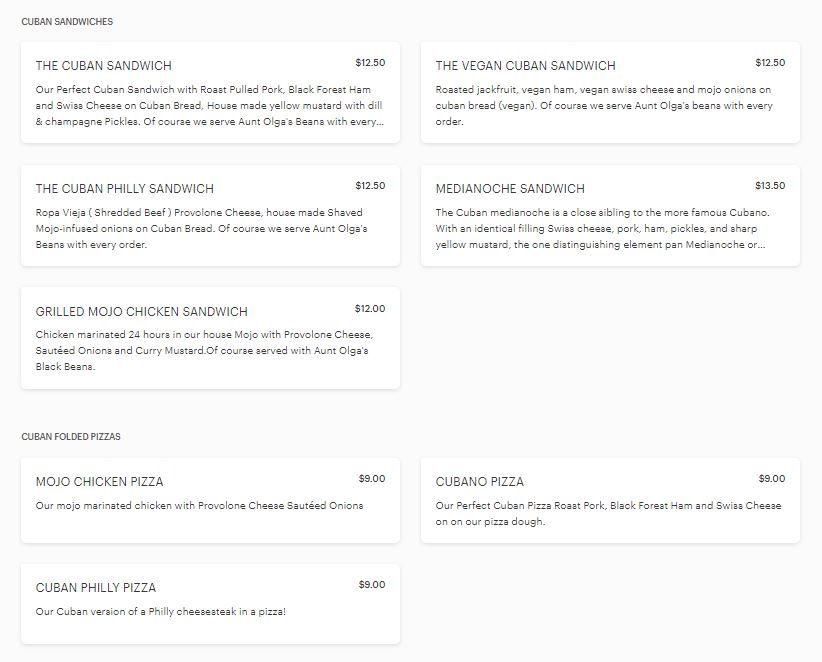 CUBAN SANDWICHES
THE CUBAN SANDWICH
$12.50
Our Perfect Cuban Sandwich with Roast Pulled Pork, Black Forest Ham
and Swiss Cheese on Cuban Bread, House made yellow mustard with dill
& champagne Pickles. Of course we serve Aunt Olga's Beans with every...
THE VEGAN CUBAN SANDWICH
$12.50
Roasted jackfruit, vegan ham, vegan swiss cheese and mojo onions on
cuban bread (vegan). Of course we serve Aunt Olga's beans with every
order.
THE CUBAN PHILLY SANDWICH
$12.50
Ropa Vieja ( Shredded Beef ) Provolone Cheese, house made Shaved
Mojo-infused onions on Cuban Bread. Of course we serve Aunt Olga's
Beans with every order.
MEDIANOCHE SANDWICH
$13.50
The Cuban medianoche is a close sibling to the more famous Cubano.
With an identical filling Swiss cheese, pork, ham, pickles, and sharp
yellow mustard, the one distinguishing element pan Medianoche or...
GRILLED MOJO CHICKEN SANDWICH
$12.00
Chicken marinated 24 hours in our house Mojo with Provolone Cheese,
Sautéed Onions and Curry Mustard.Of course served with Aunt Olga's
Black Beans.
CUBAN FOLDED PIZZAS
MOJO CHICKEN PIZZA
$9.00
Our mojo marinated chicken with Provolone Cheese Sautéed Onions
CUBANO PIZZA
$9.00
Our Perfect Cuban Pizza Roast Pork, Black Forest Ham and Swiss Cheese
on on our pizza dough.
CUBAN PHILLY PIZZA
$9.00
Our Cuban version of a Philly cheesesteak in a pizza!